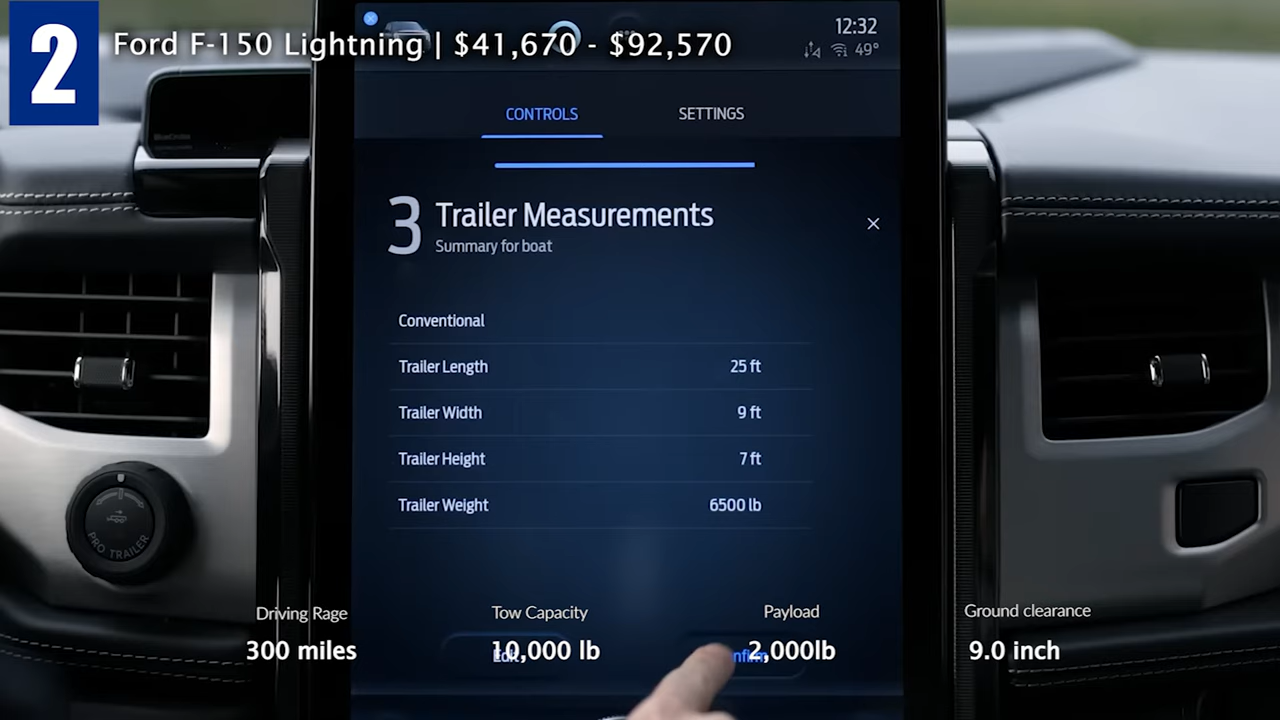 2
Ford F-150 Lightning | $41,670 - $92,570
12:32
49°
BlueCruise
CONTROLS SETTINGS
3 Trailer Measurements
Summary for boat
Conventional
Trailer Length 25 ft
Trailer Width 9 ft
Trailer Height 7 ft
Trailer Weight 6500 lb
PRO TRAILER
Driving Rage Tow Capacity Payload Ground clearance
300 miles 10,000 lb 2,000lb 9.0 inch
Edit